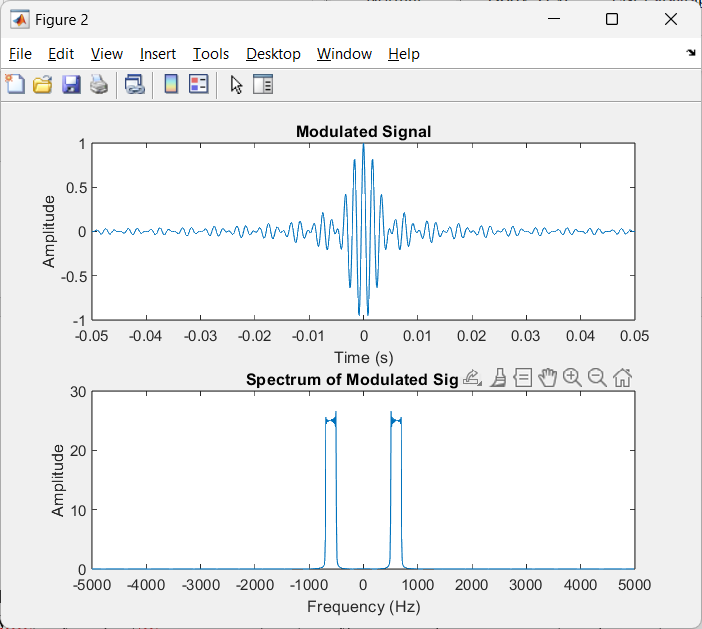 Figure 2
File Edit View Insert Tools Desktop Window Help
Modulated Signal
1
0.5
0
-0.5
-1
Amplitude
-0.05 -0.04 -0.03 -0.02 -0.01 0 0.01 0.02 0.03 0.04 0.05
Time (s)
Spectrum of Modulated Sig
30
20
10
0
Amplitude
-5000 -4000 -3000 -2000 -1000 0 1000 2000 3000 4000 5000
Frequency (Hz)